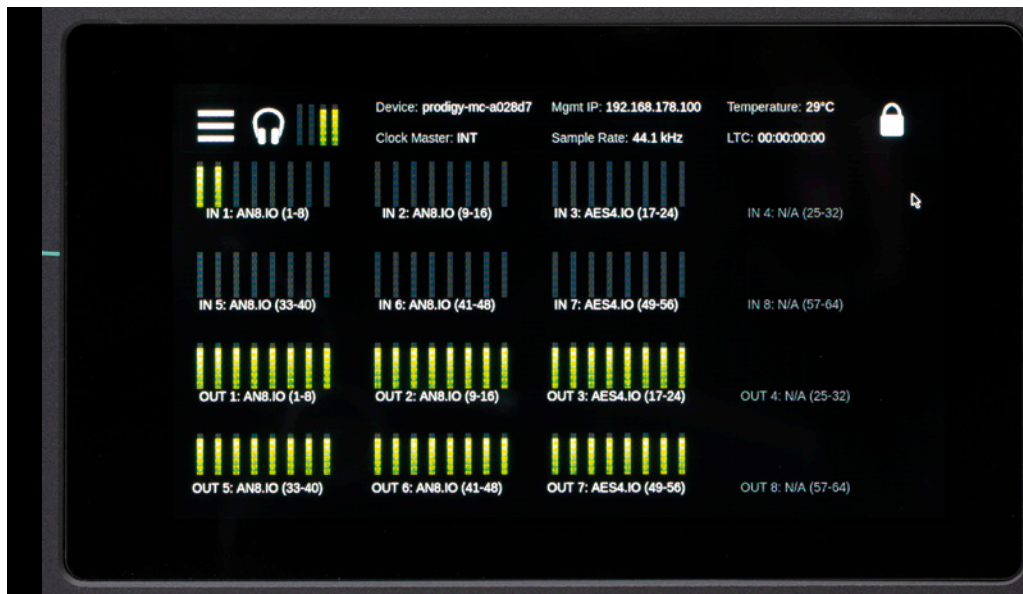 Device: prodigy-mc-a028d7 Mgmt IP: 192.168.178.100 Temperature: 29°C
Clock Master: INT Sample Rate: 44.1 kHz LTC: 00:00:00:00
IN 1: AN8.IO (1-8) IN 2: AN8.IO (9-16) IN 3: AES4.IO (17-24) IN 4: N/A (25-32)
IN 5: AN8.IO (33-40) IN 6: AN8.IO (41-48) IN 7: AES4.IO (49-56) IN 8: N/A (57-64)
OUT 1: AN8.IO (1-8) OUT 2: AN8.IO (9-16) OUT 3: AES4.IO (17-24) OUT 4: N/A (25-32)
OUT 5: AN8.IO (33-40) OUT 6: AN8.IO (41-48) OUT 7: AES4.IO (49-56) OUT 8: N/A (57-64)